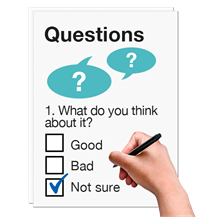 Questions
?
?
1. What do you think
about it?
Good
Bad
Not sure